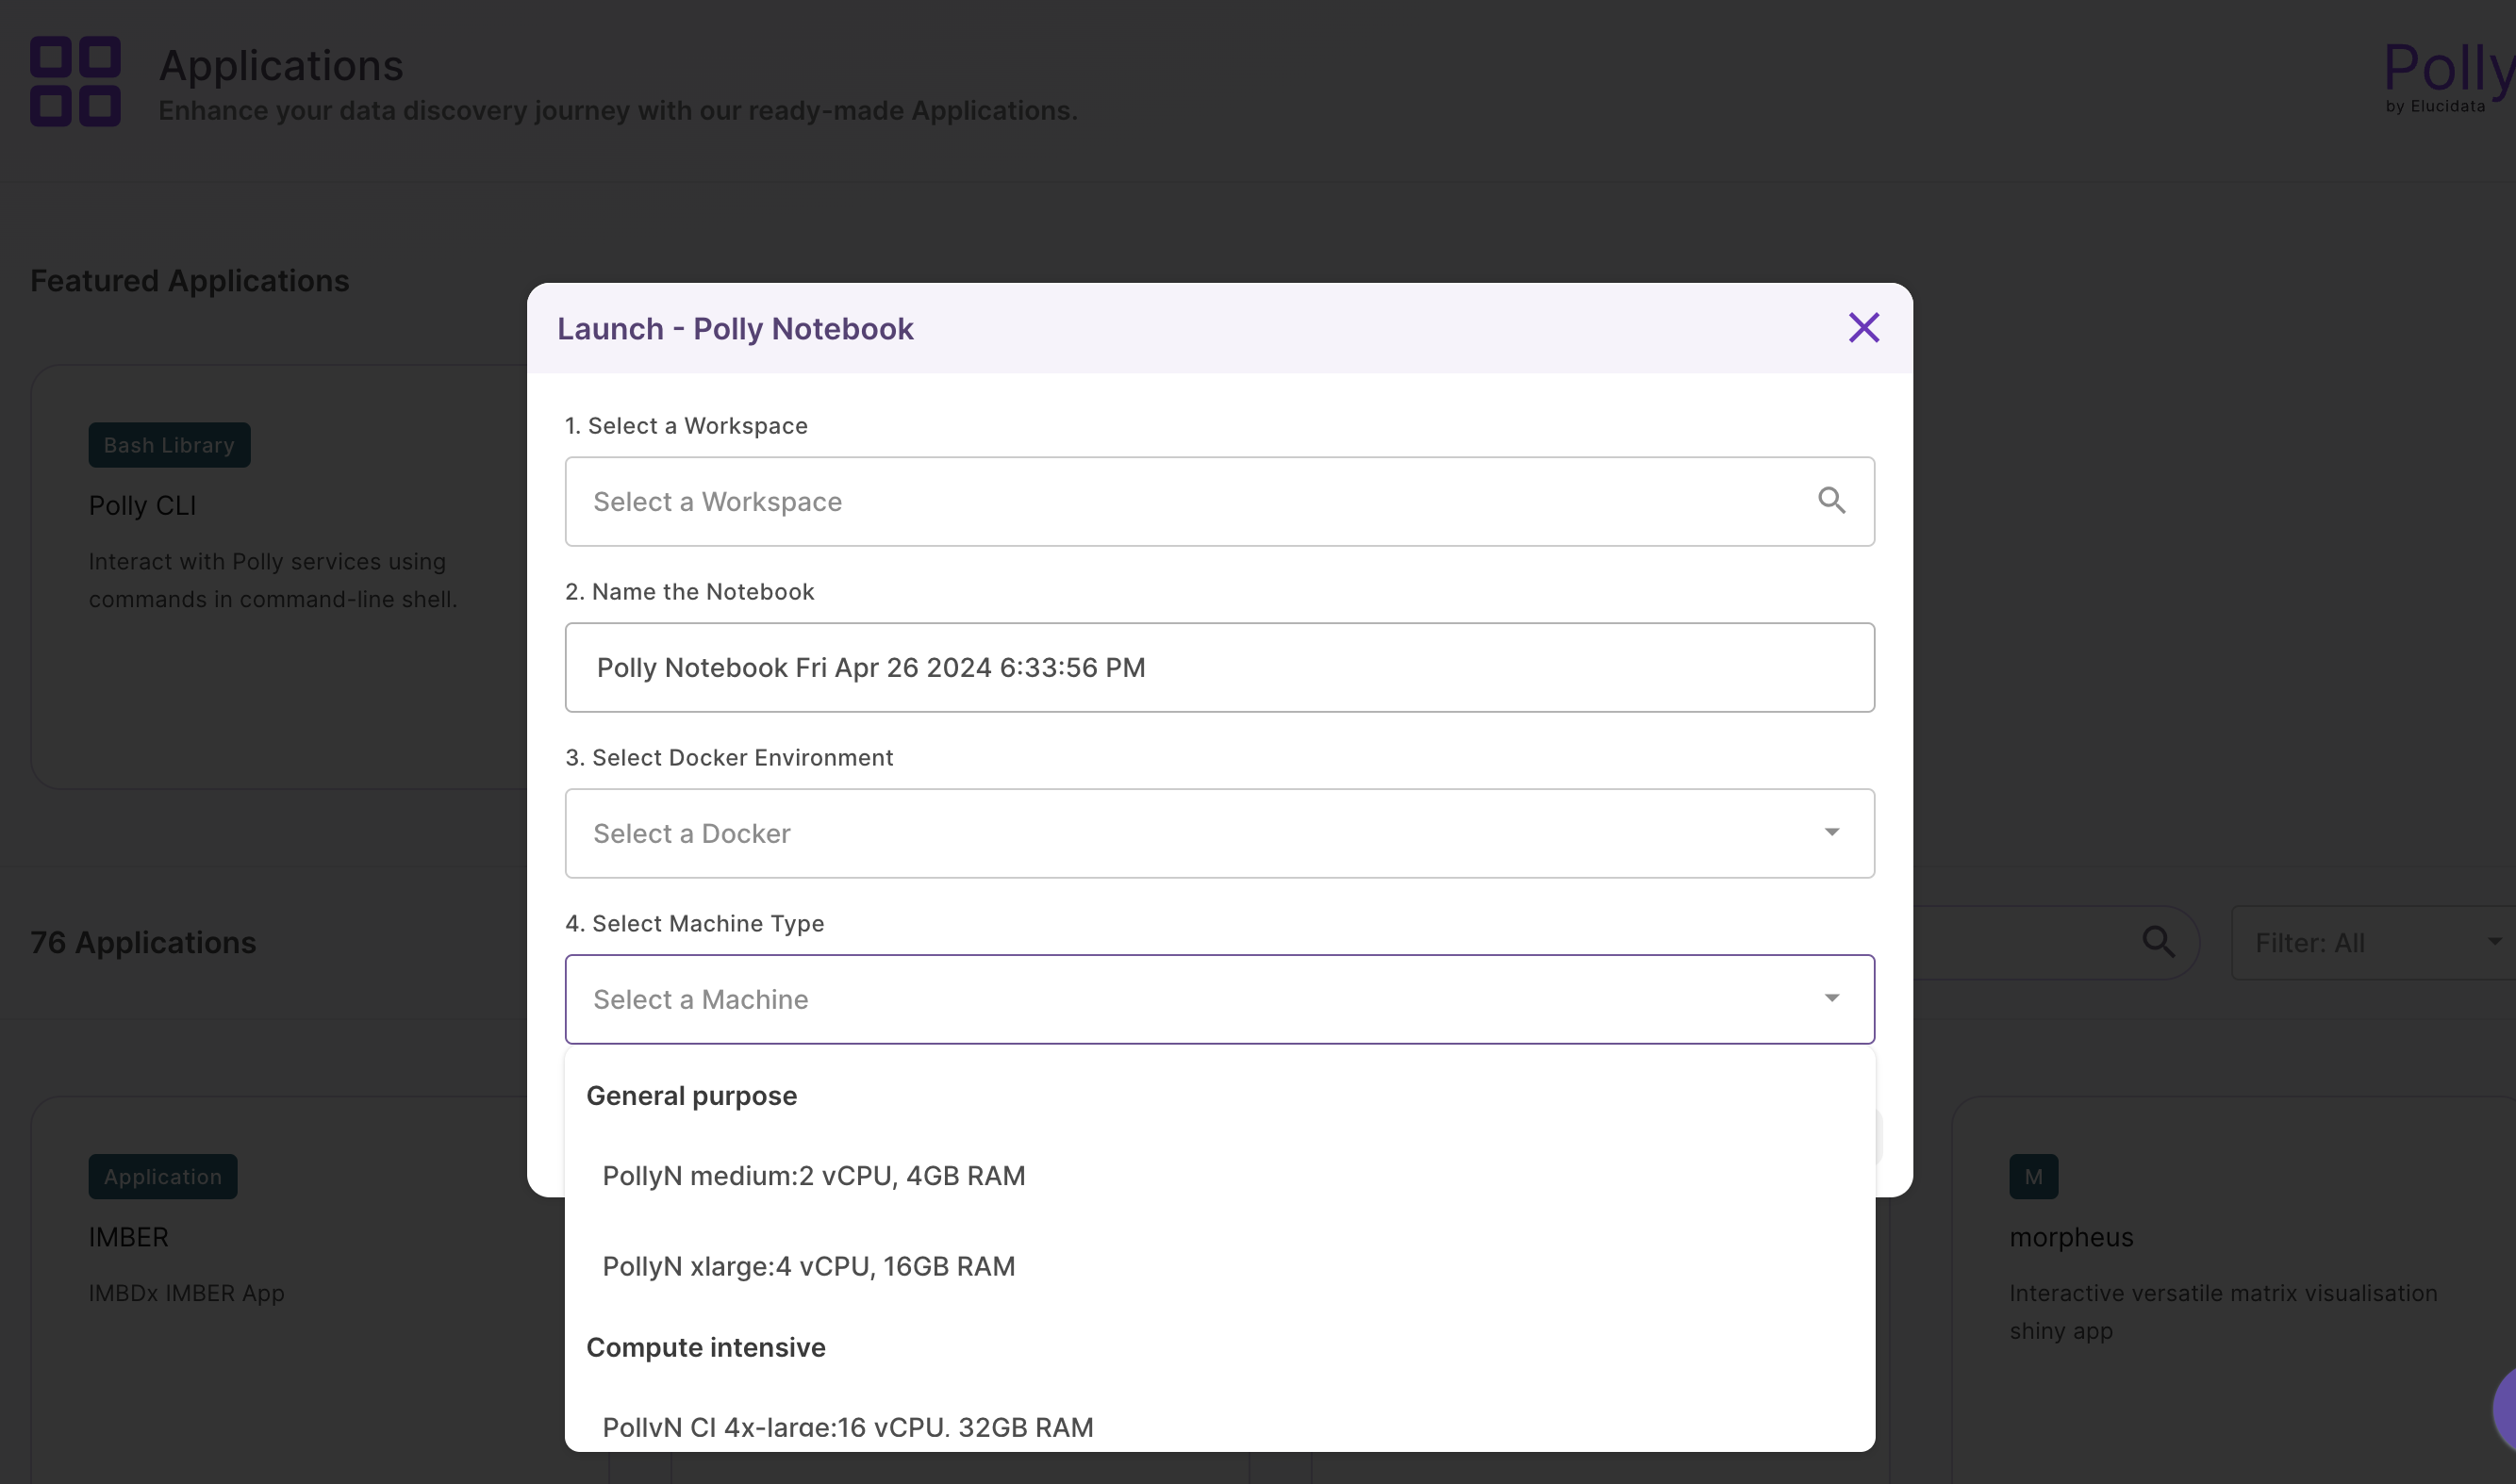 Applications
Enhance your data discovery journey with our ready-made Applications.
Polly
by Elucidata
Featured Applications
Bash Library
Polly CLI
Interact with Polly services using
commands in command-line shell.
Launch - Polly Notebook
1. Select a Workspace
Select a Workspace
2. Name the Notebook
Polly Notebook Fri Apr 26 2024 6:33:56 PM
3. Select Docker Environment
Select a Docker
4. Select Machine Type
Select a Machine
General purpose
PollyN medium:2 vCPU, 4GB RAM
PollyN xlarge:4 vCPU, 16GB RAM
Compute intensive
PollyN CI 4x-large:16 vCPU, 32GB RAM
76 Applications
Filter: All
Application
IMBER
IMBDx IMBER App
M
morpheus
Interactive versatile matrix visualisation
shiny app